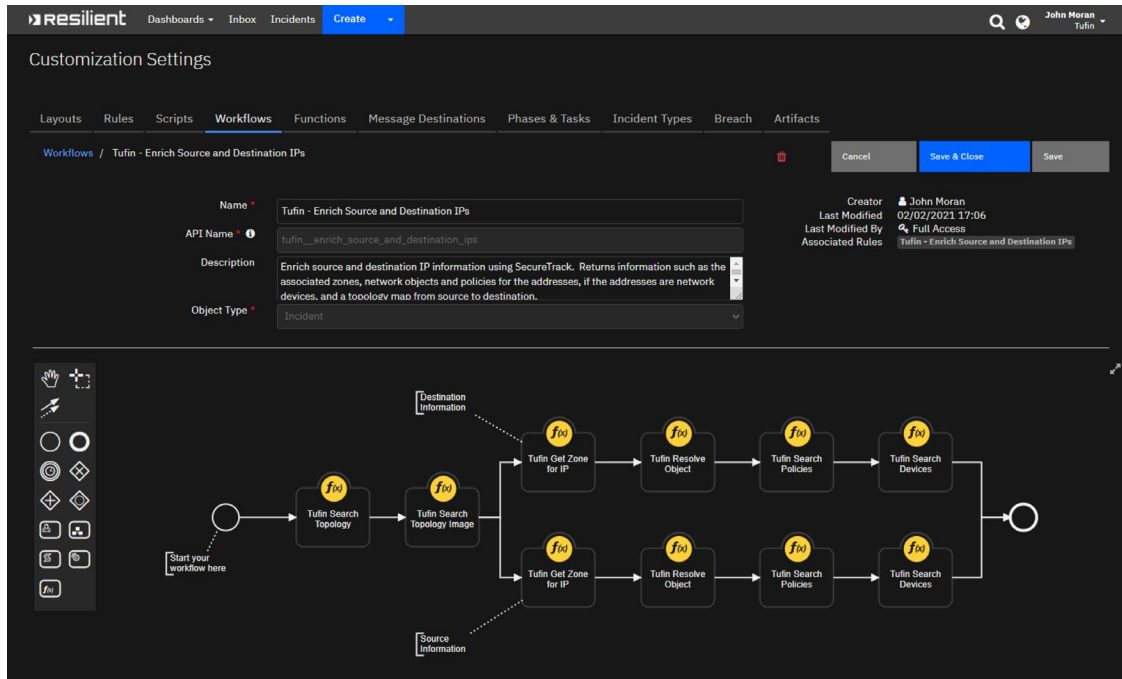 Resilient
Dashboards
Inbox
Incidents
Create
John Moran
Tufin
Customization Settings
Layouts
Rules
Scripts
Workflows
Functions
Message Destinations
Phases & Tasks
Incident Types
Breach
Artifacts
Workflows / Tufin - Enrich Source and Destination IPs
Cancel
Save & Close
Save
Name *
Tufin - Enrich Source and Destination IPs
API Name *
tufin__enrich_source_and_destination_ips
Description
Enrich source and destination IP information using SecureTrack. Returns information such as the
associated zones, network objects and policies for the addresses, if the addresses are network
devices, and a topology map from source to destination.
Object Type *
Incident
Creator
John Moran
Last Modified
02/02/2021 17:06
Last Modified By
Full Access
Associated Rules
Tufin - Enrich Source and Destination IPs
f(x)
Destination
Information
f(x)
Tufin Get Zone
for IP
f(x)
Tufin Resolve
Object
f(x)
Tufin Search
Policies
f(x)
Tufin Search
Devices
f(x)
Tufin Search
Topology
f(x)
Tufin Search
Topology Image
Start your
workflow here
f(x)
Tufin Get Zone
for IP
f(x)
Tufin Resolve
Object
f(x)
Tufin Search
Policies
f(x)
Tufin Search
Devices
Source
Information